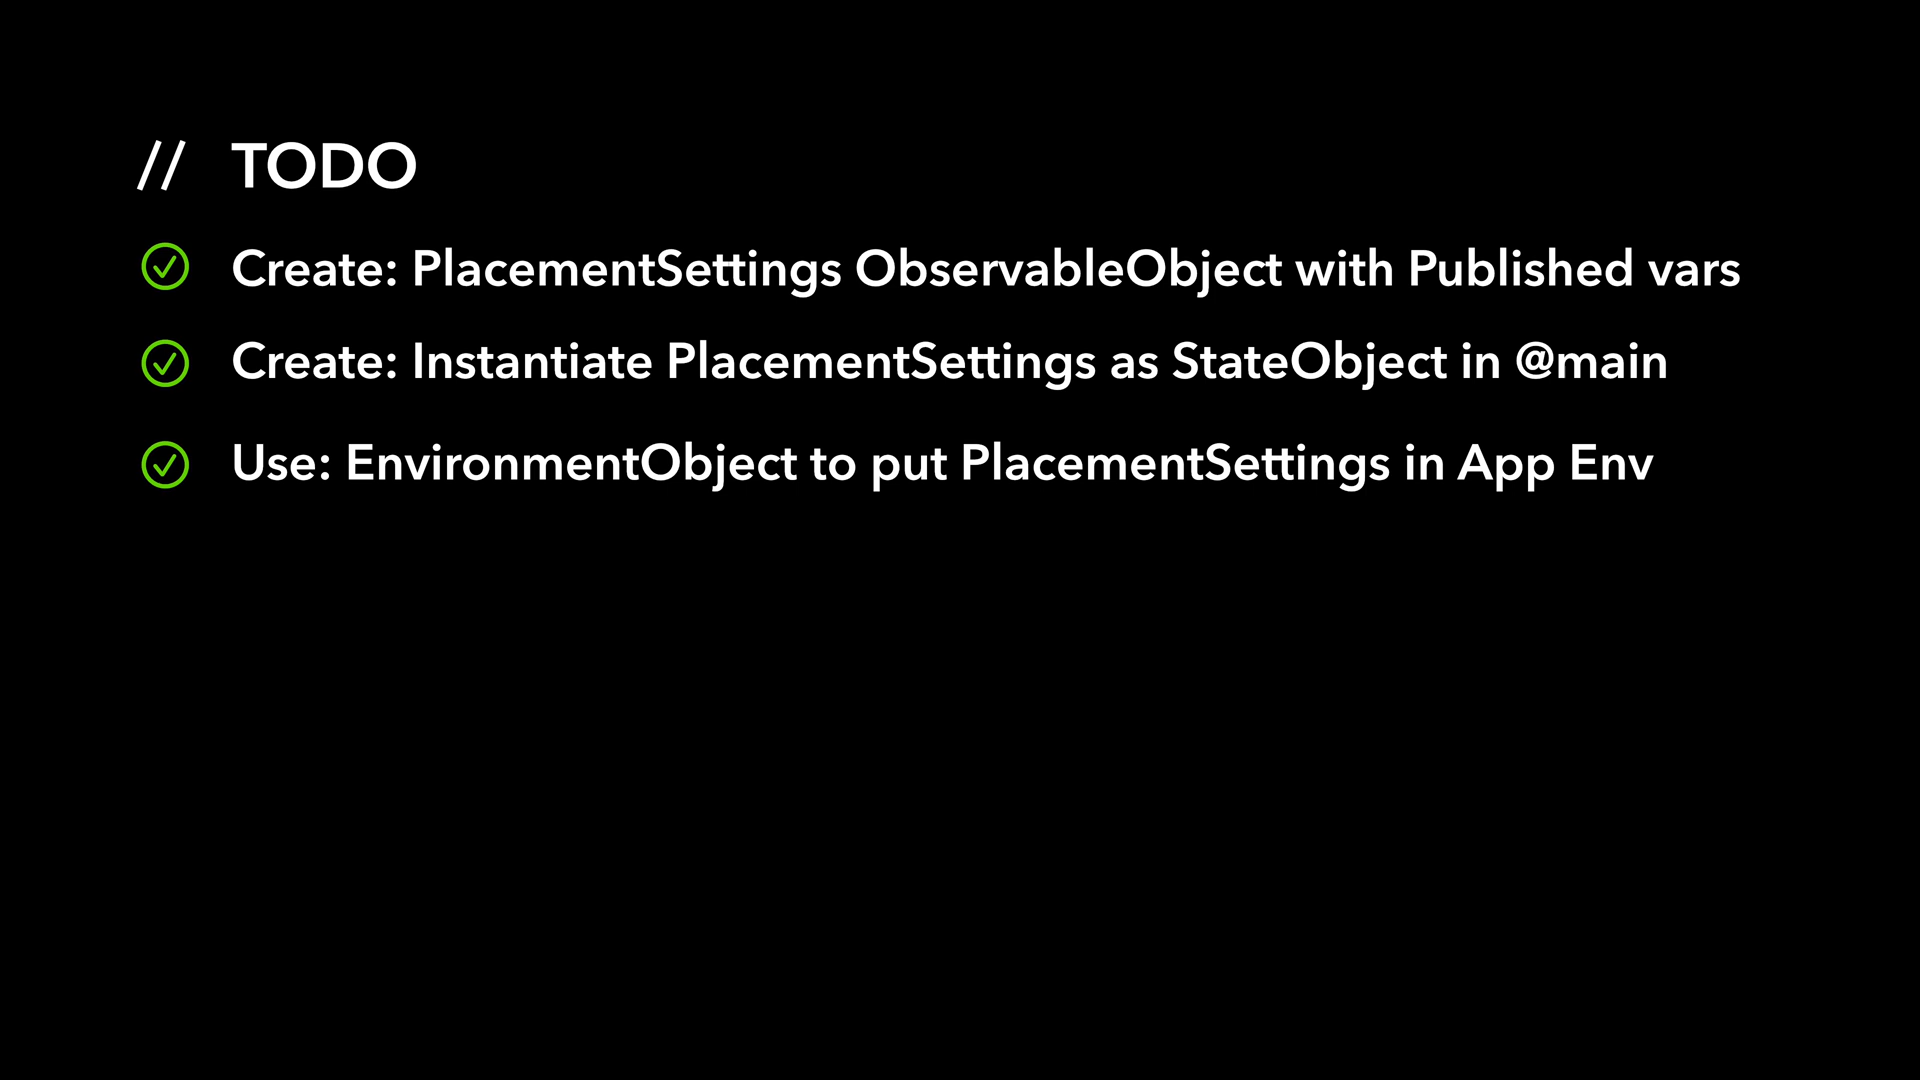 // TODO
Create: PlacementSettings ObservableObject with Published vars
Create: Instantiate PlacementSettings as StateObject in @main
Use: EnvironmentObject to put PlacementSettings in App Env